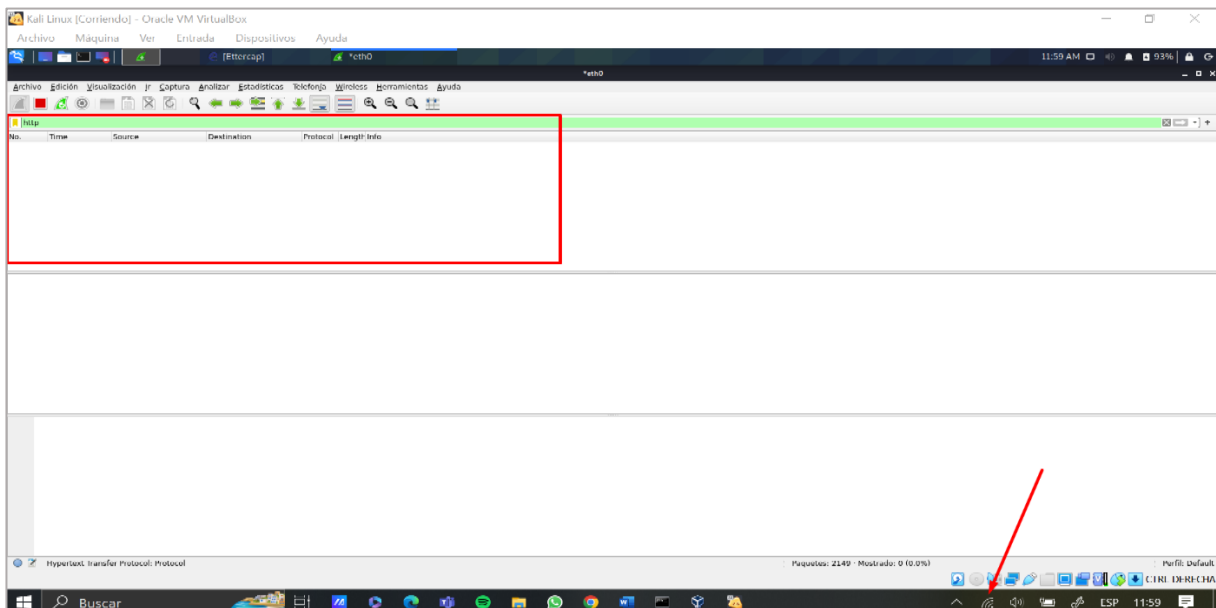 Kali Linux [Corriendo] - Oracle VM VirtualBox
Archivo Máquina Ver Entrada Dispositivos Ayuda
[Ettercap] *eth0 11:59 AM 93%
*eth0
Archivo Edición Visualización Ir Captura Analizar Estadísticas Telefonía Wireless Herramientas Ayuda
http
No. Time Source Destination Protocol Length Info
Hypertext Transfer Protocol: Protocol Paquetes: 2149 · Mostrado: 0 (0.0%) Perfil: Default
CTRL DERECHA
Buscar ESP 11:59